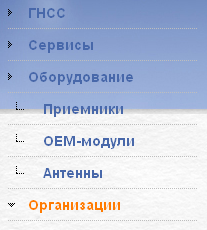 ГНСС
Сервисы
Оборудование
Приемники
OEM-модули
Антенны
Организации